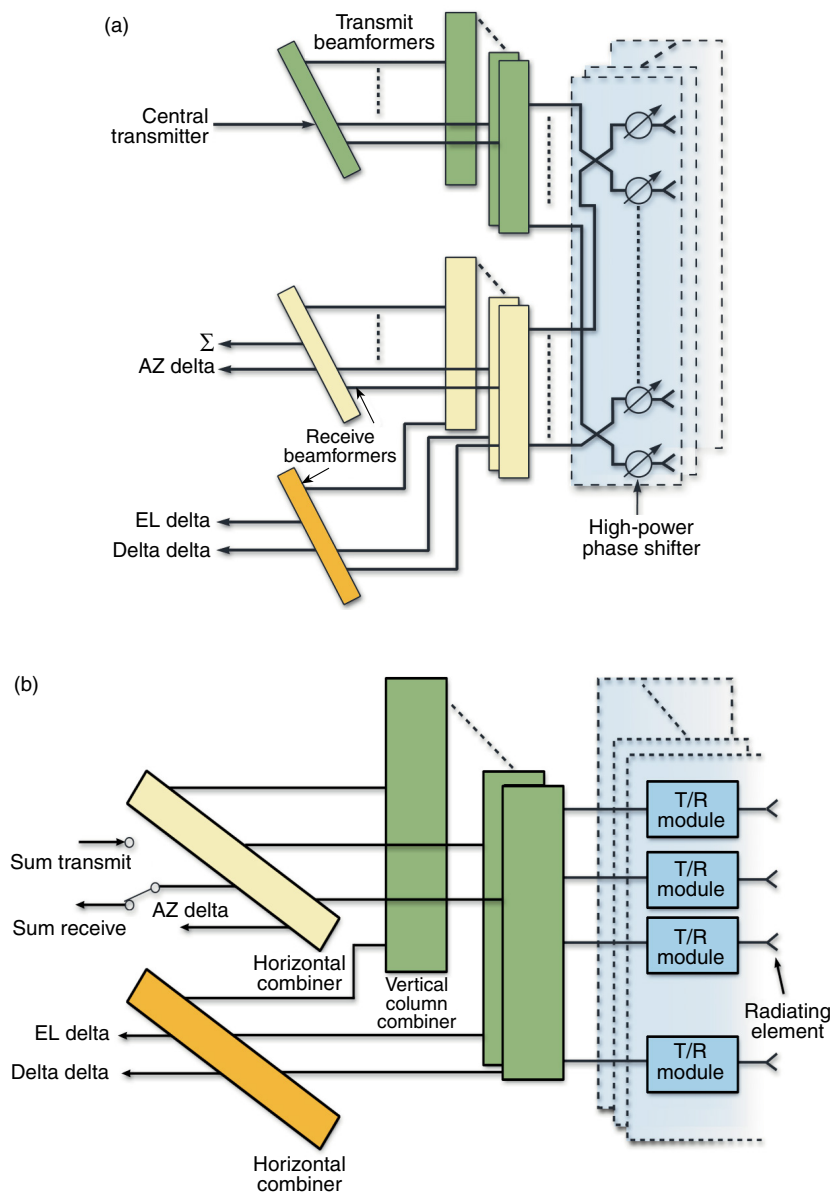 (a)
Transmit
beamformers
Central
transmitter
Σ
AZ delta
Receive
beamformers
EL delta
Delta delta
High-power
phase shifter
(b)
T/R
module
T/R
module
T/R
module
T/R
module
Sum transmit
Sum receive
AZ delta
Horizontal
combiner
Vertical
column
combiner
Radiating
element
EL delta
Delta delta
Horizontal
combiner